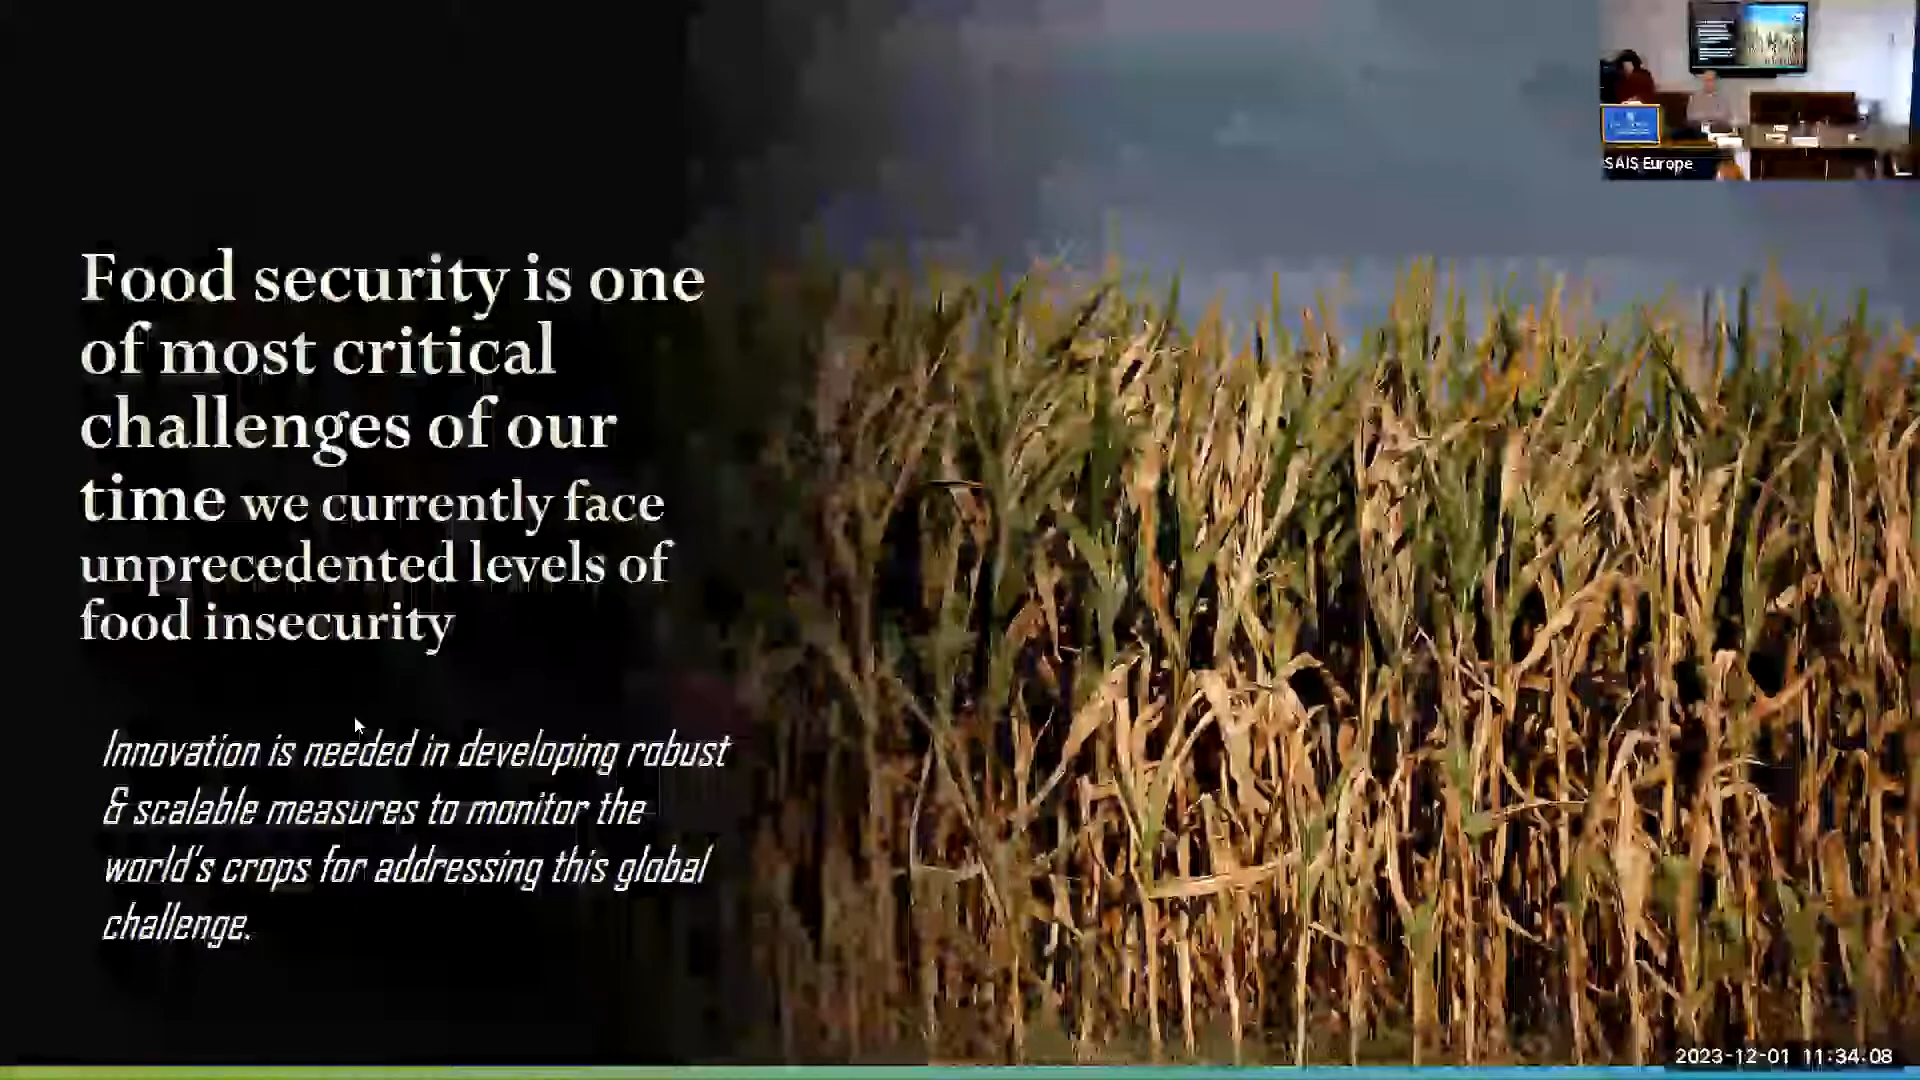 Food security is one
of most critical
challenges of our
time we currently face
unprecedented levels of
food insecurity
Innovation is needed in developing robust
& scalable measures to monitor the
world's crops for addressing this global
challenge.
SAIS Europe
2023-12-01 11:34:08